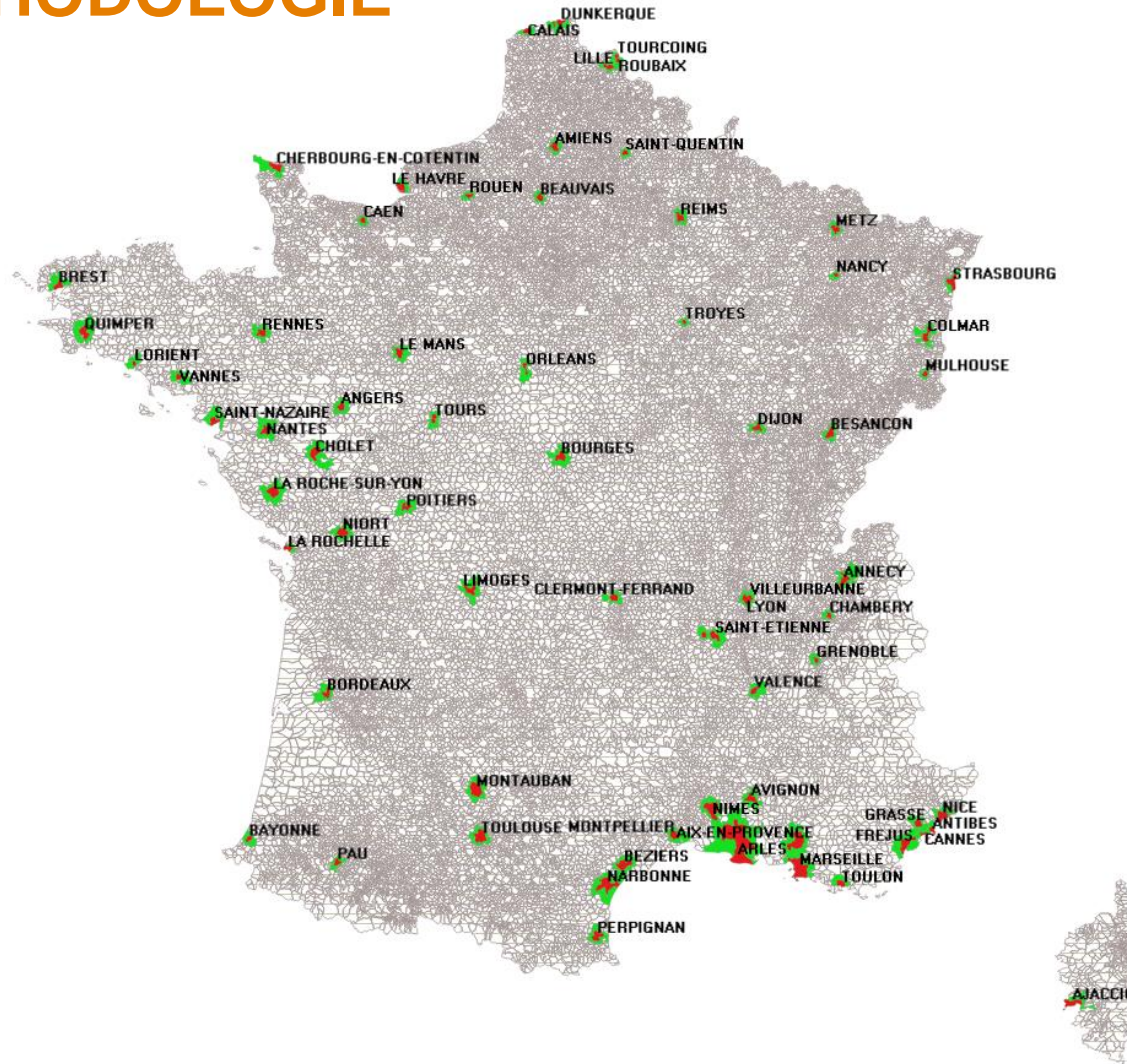 HODOLOGIE
DUNKERQUE
CALAIS
TOURCOING
LILLE
ROUBAIX
AMIENS
SAINT-QUENTIN
CHERBOURG-EN-COTENTIN
LE HAVRE
ROUEN
BEAUVAIS
CAEN
REIMS
METZ
NANCY
STRASBOURG
BREST
TROYES
QUIMPER
RENNES
COLMAR
LE MANS
ORLEANS
LORIENT
MULHOUSE
VANNES
ANGERS
SAINT-NAZAIRE
TOURS
DIJON
BESANCON
NANTES
CHOLET
BOURGES
LA ROCHE-SUR-YON
POITIERS
NIORT
LA ROCHELLE
ANNECY
LIMOGES
CLERMONT-FERRAND
VILLEURBANNE
LYON
CHAMBERY
SAINT-ETIENNE
GRENOBLE
BORDEAUX
VALENCE
MONTAUBAN
AVIGNON
NIMES
NICE
GRASSE
ANTIBES
BAYONNE
TOULOUSE
MONTPELLIER
AIX-EN-PROVENCE
FREJUS
CANNES
PAU
ARLES
BEZIERS
MARSEILLE
NARBONNE
TOULON
PERPIGNAN
AJACCIO